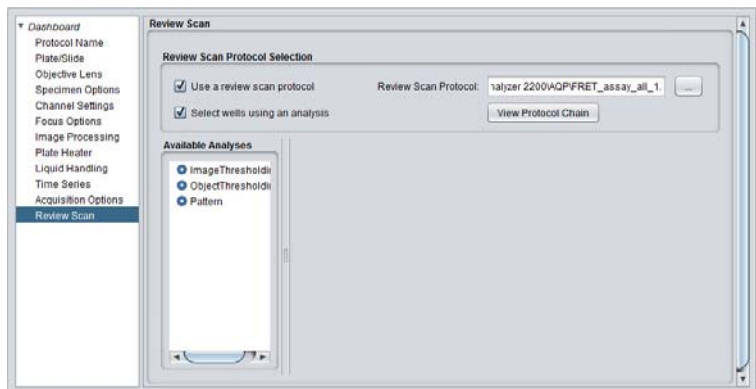 Dashboard
Protocol Name
Plate/Slide
Objective Lens
Specimen Options
Channel Settings
Focus Options
Image Processing
Plate Heater
Liquid Handling
Time Series
Acquisition Options
Review Scan
Review Scan
Review Scan Protocol Selection
Use a review scan protocol
Review Scan Protocol: nalyzer 2200\AQP\FRET_assay_all_1. ...
Select wells using an analysis
View Protocol Chain
Available Analyses
ImageThresholdin
ObjectThresholdin
Pattern